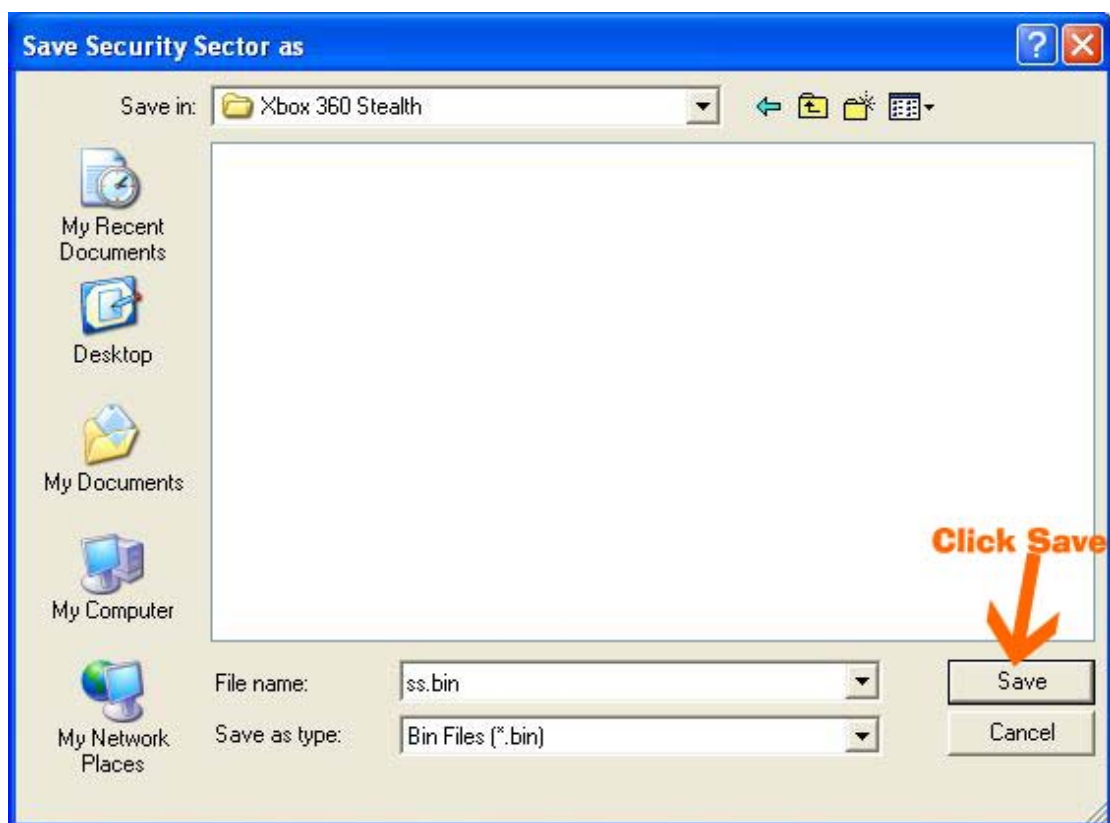 Save Security Sector as
Save in: Xbox 360 Stealth
My Recent
Documents
Desktop
My Documents
My Computer
My Network
Places
Click Save
File name: ss.bin Save
Save as type: Bin Files (*.bin) Cancel